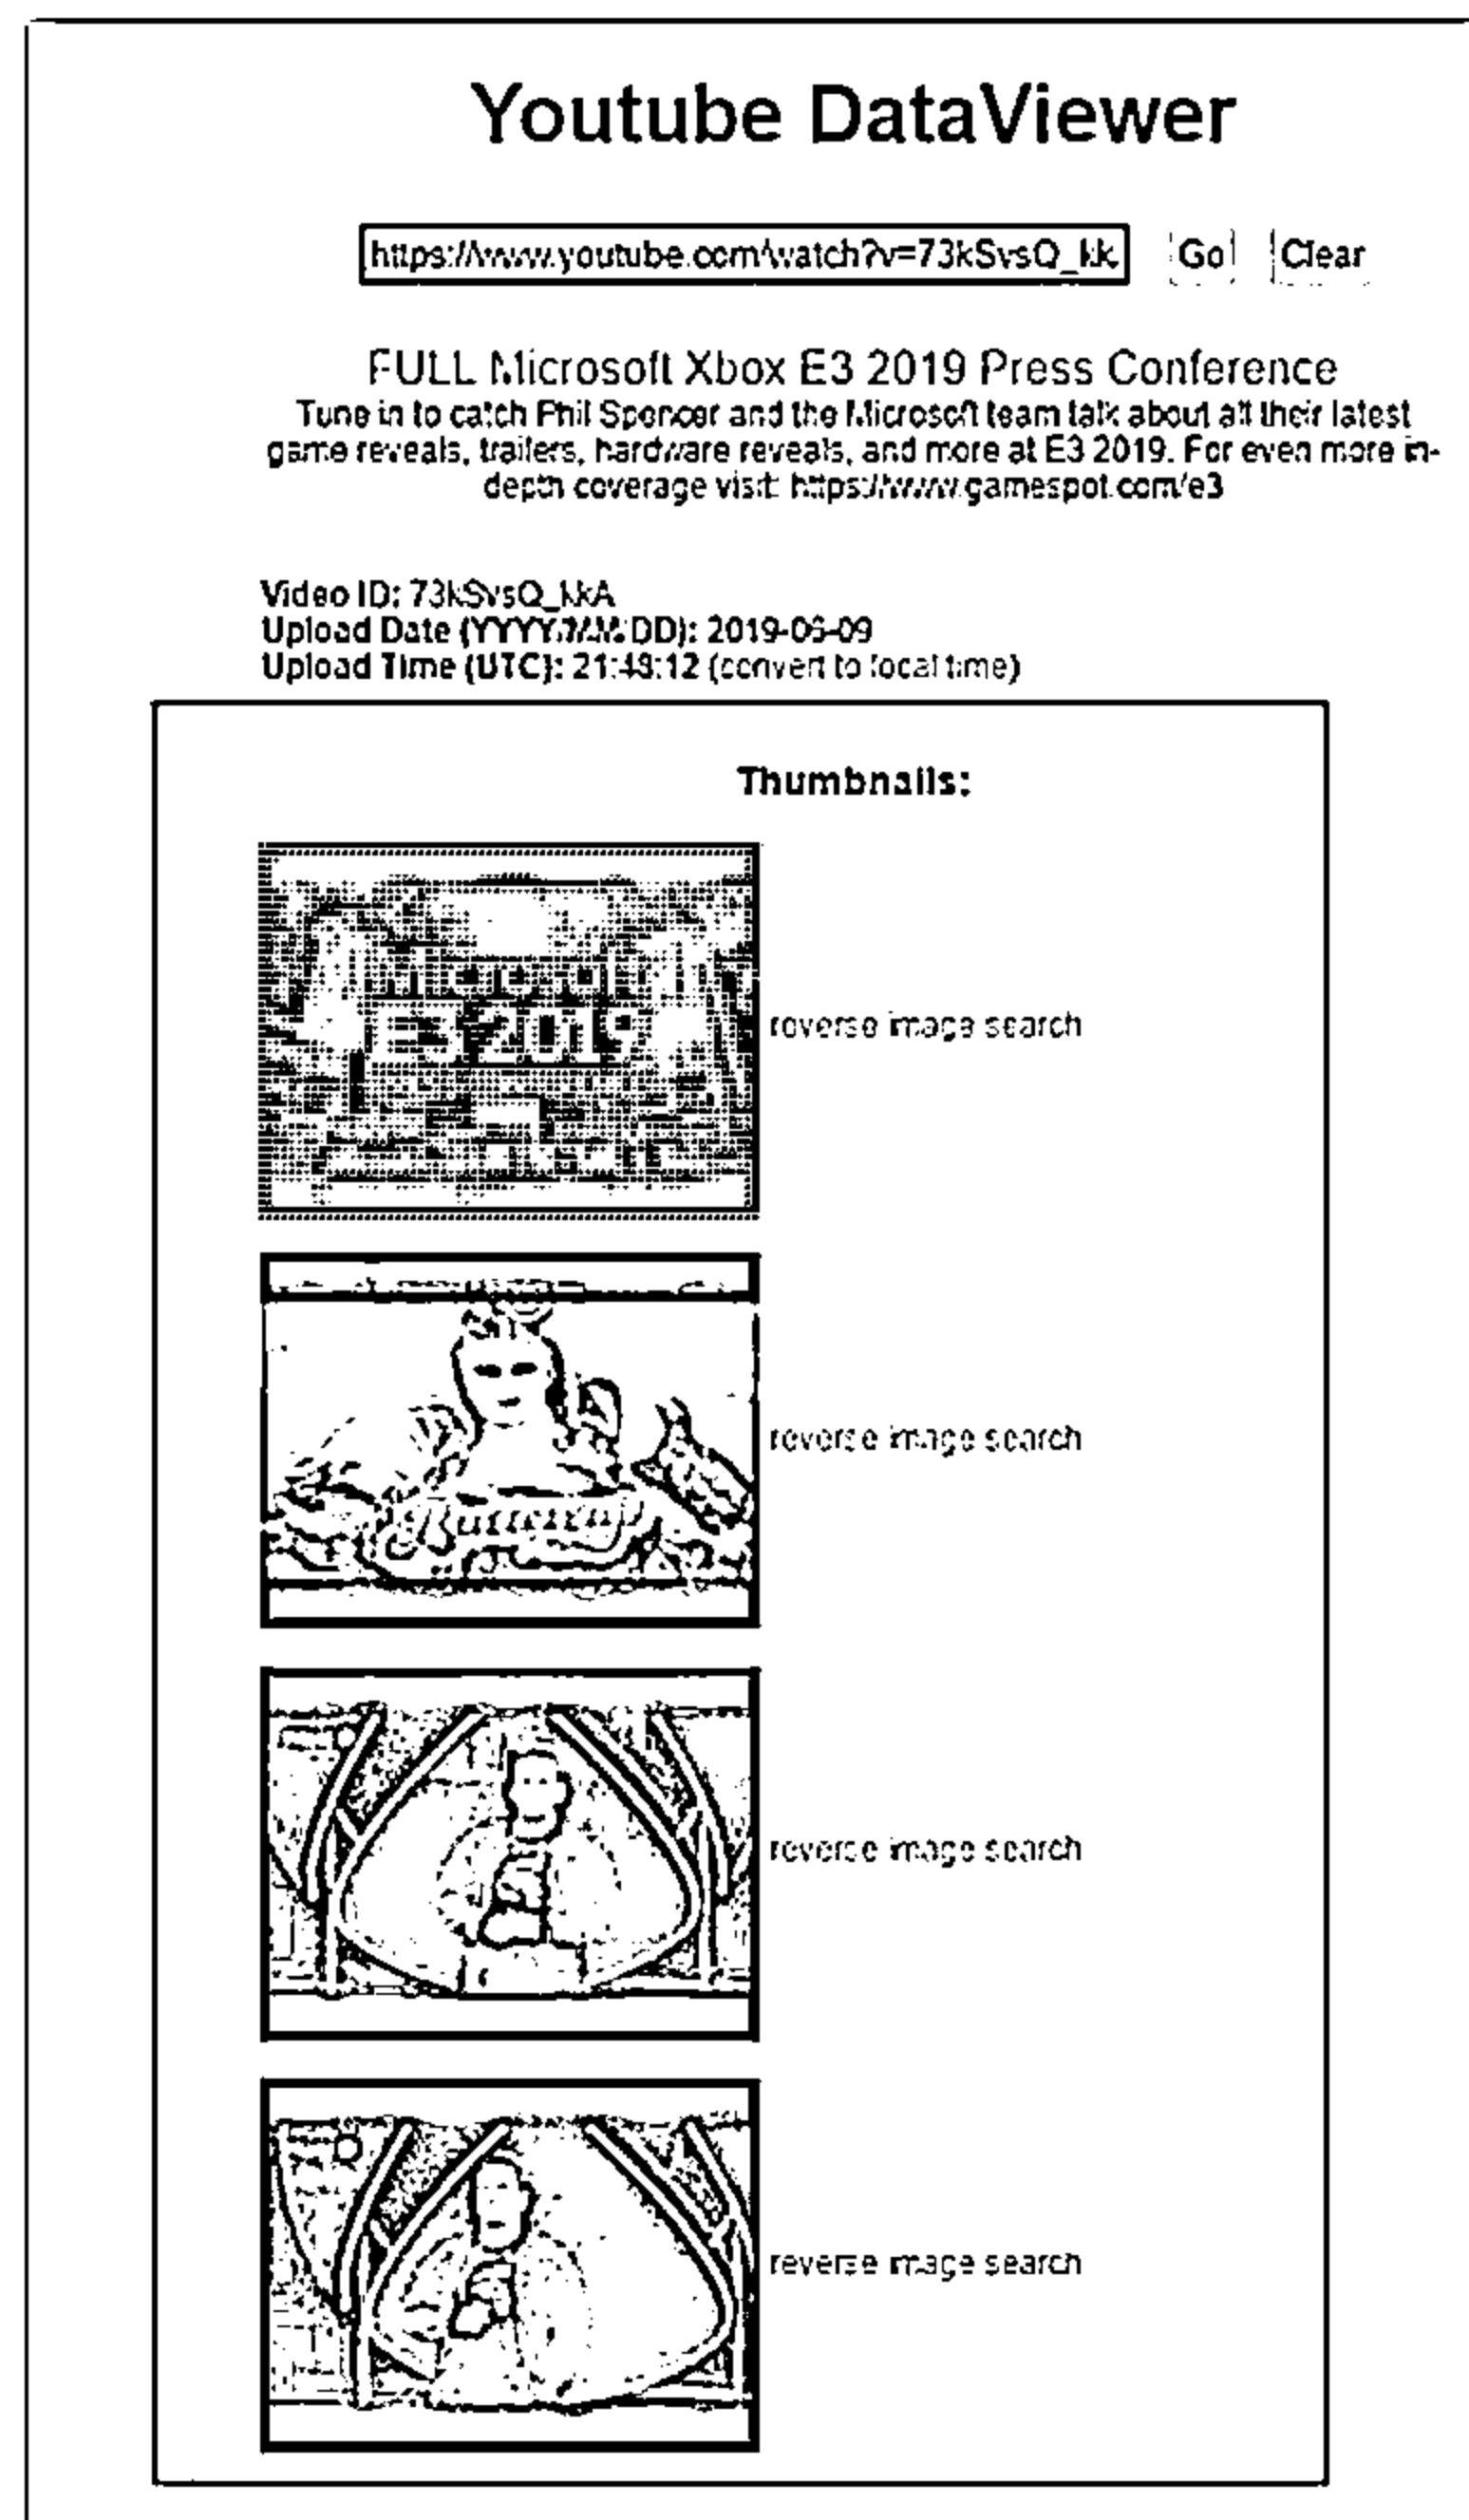 Youtube DataViewer
https://www.youtube.com/watch?v=73kSvsQ_kk Go! Clear
FULL Microsoft Xbox E3 2019 Press Conference
Tune in to catch Phil Spencer and the Microsoft team talk about all their latest
game reveals, trailers, hardware reveals, and more at E3 2019. For even more in-
depth coverage visit: https://www.gamespot.com/e3
Video ID: 73kSvsQ_kkA
Upload Date (YYYY/MM/DD): 2019-06-09
Upload Time (UTC): 21:48:12 (convert to local time)
Thumbnails:
E3 2019
reverse image search
reverse image search
reverse image search
reverse image search